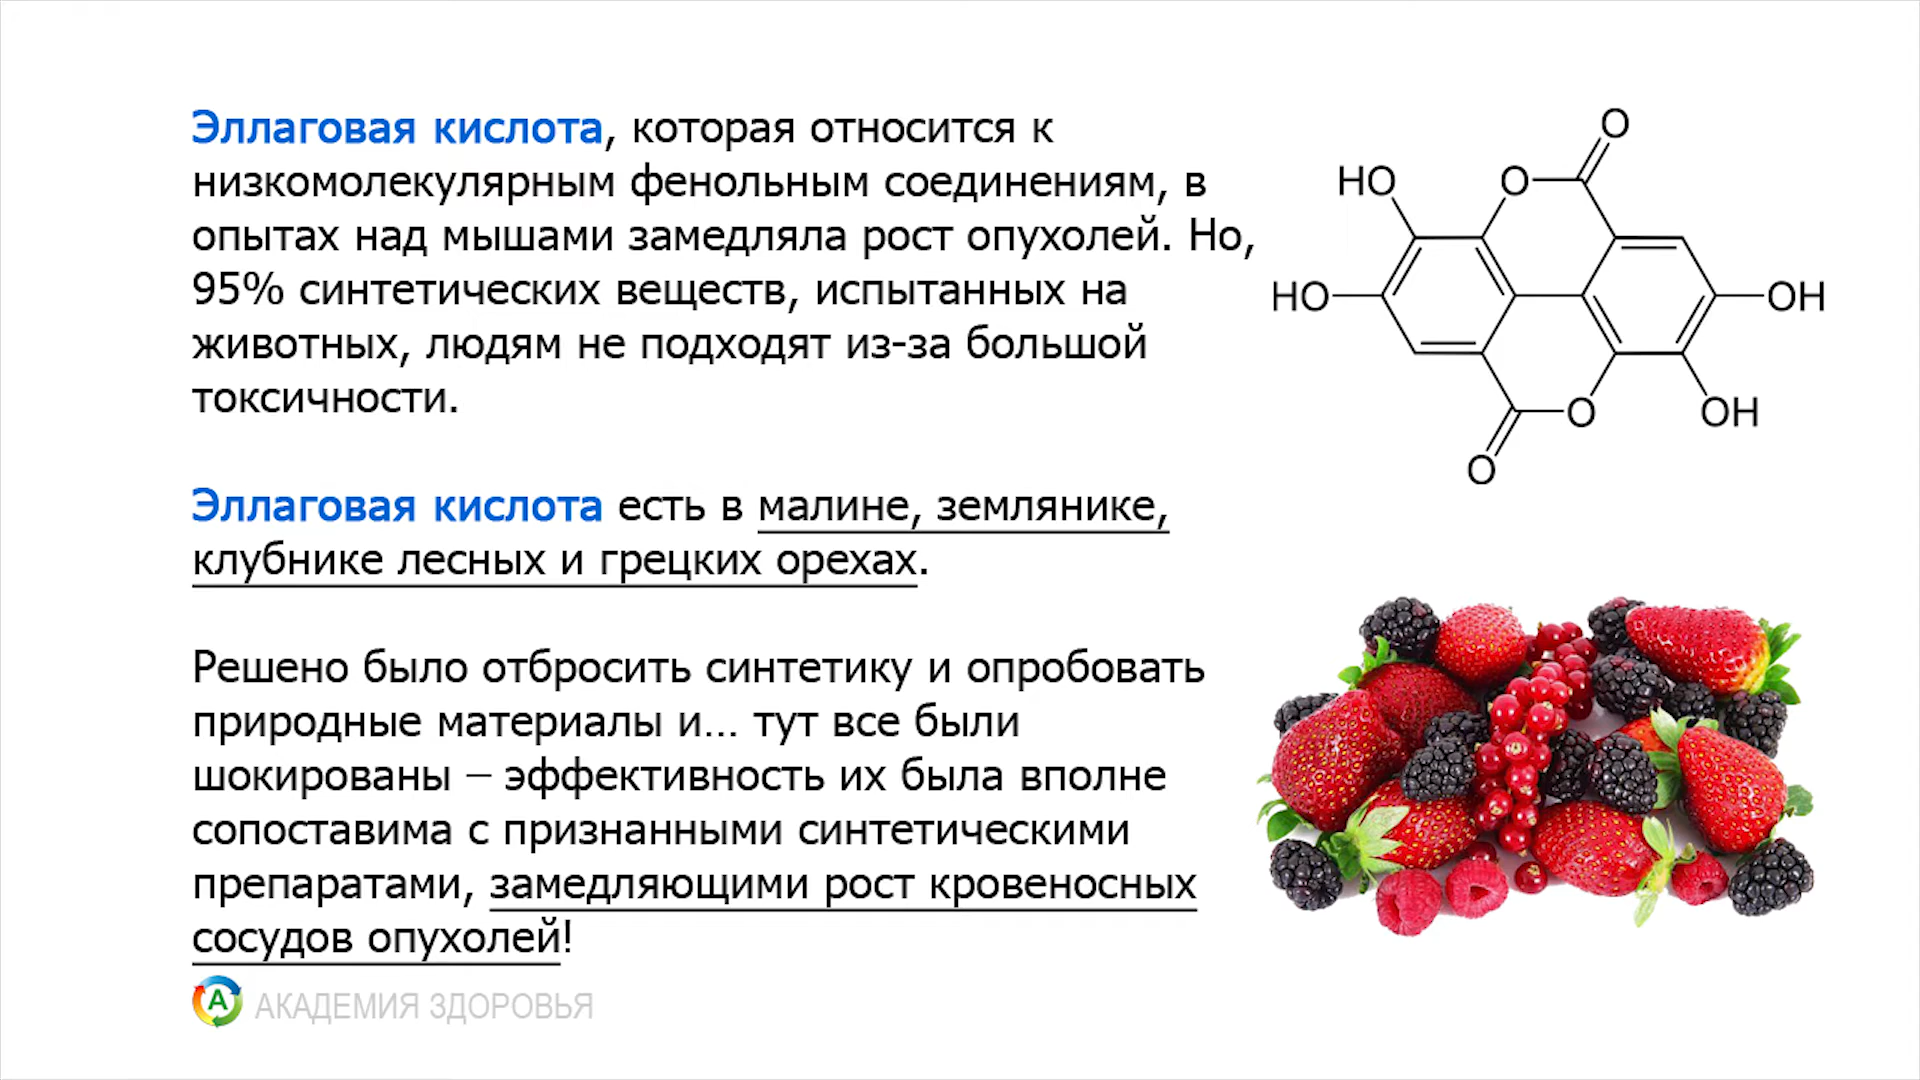 Эллаговая кислота, которая относится к
низкомолекулярным фенольным соединениям, в
опытах над мышами замедляла рост опухолей. Но,
95% синтетических веществ, испытанных на
животных, людям не подходят из-за большой
токсичности.
Эллаговая кислота есть в малине, землянике,
клубнике лесных и грецких орехах.
Решено было отбросить синтетику и опробовать
природные материалы и... тут все были
шокированы – эффективность их была вполне
сопоставима с признанными синтетическими
препаратами, замедляющими рост кровеносных
сосудов опухолей!
А АКАДЕМИЯ ЗДОРОВЬЯ
O
HO
O
HO
OH
O
OH
O